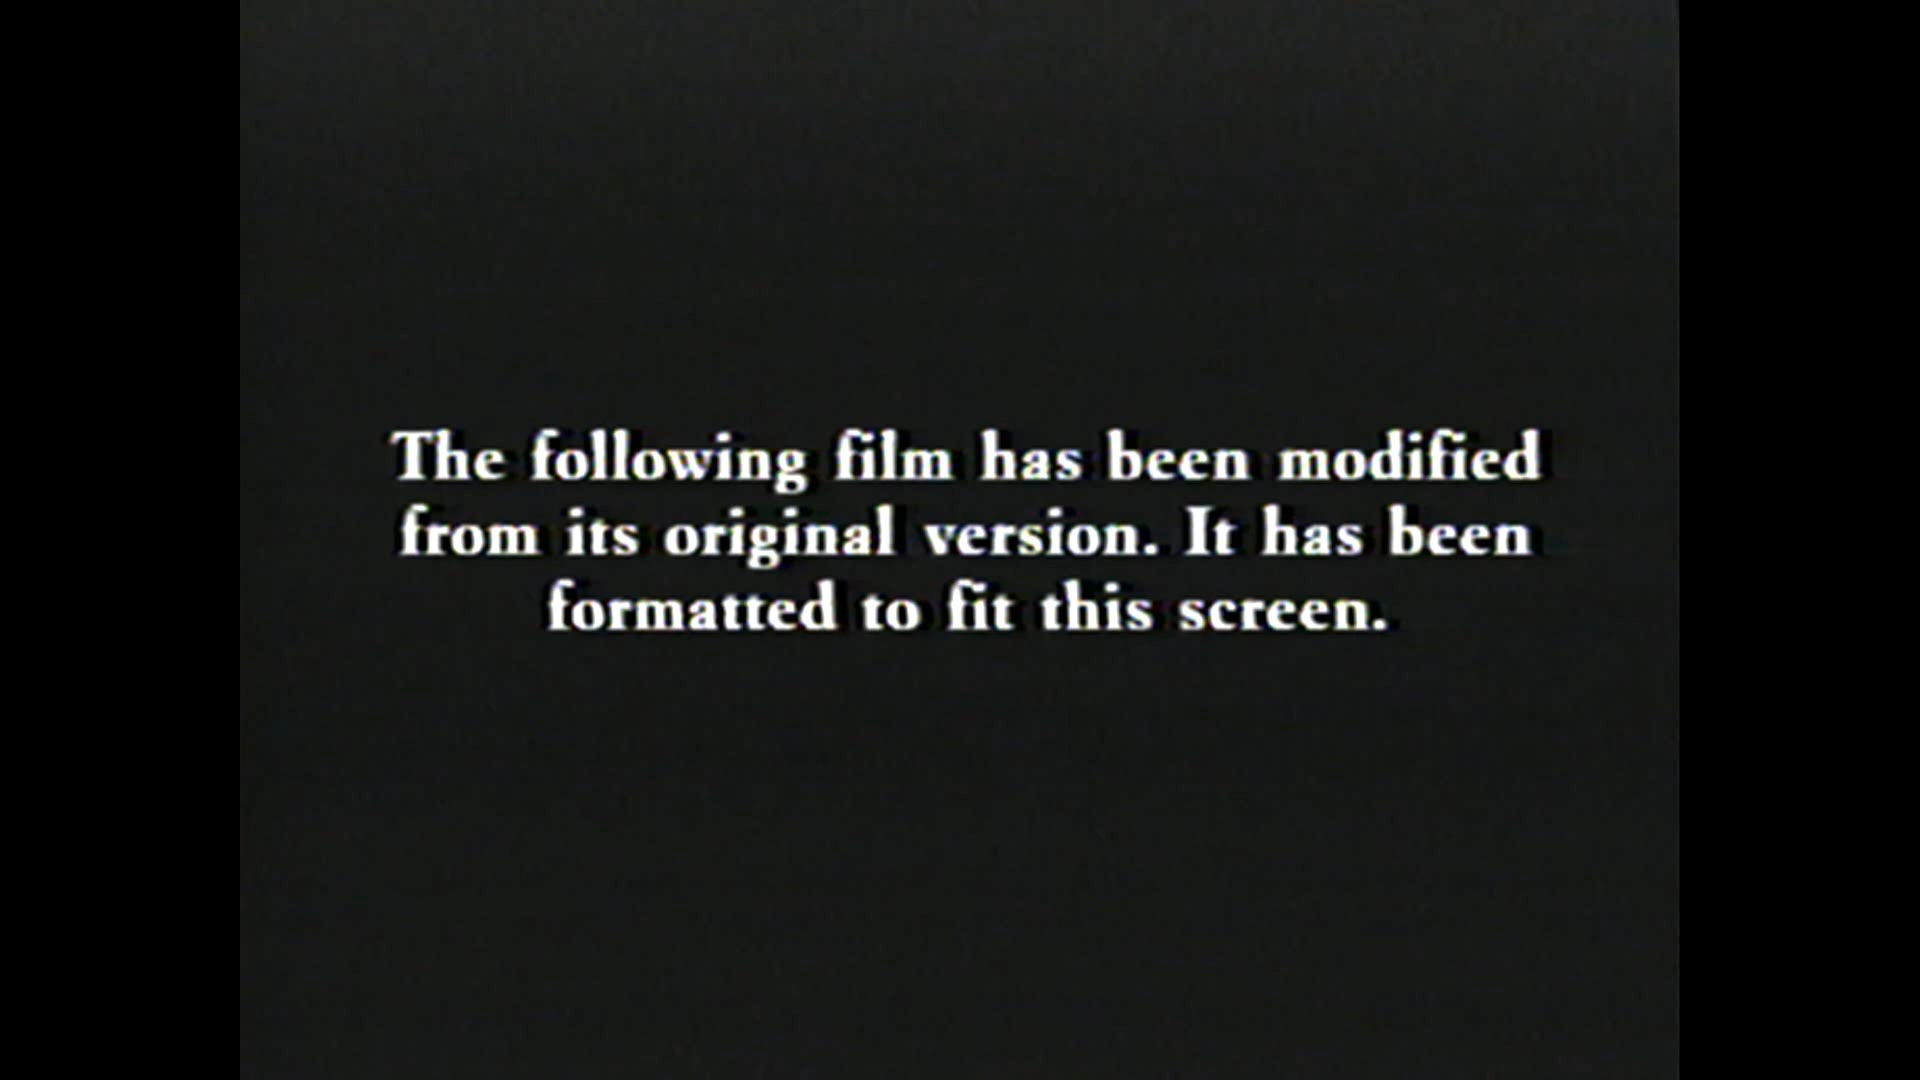 The following film has been modified
from its original version. It has been
formatted to fit this screen.